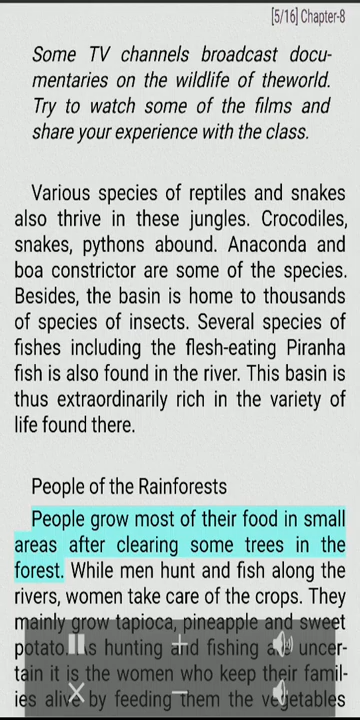 [5/16] Chapter-8
Some TV channels broadcast docu-
mentaries on the wildlife of theworld.
Try to watch some of the films and
share your experience with the class.
Various species of reptiles and snakes
also thrive in these jungles. Crocodiles,
snakes, pythons abound. Anaconda and
boa constrictor are some of the species.
Besides, the basin is home to thousands
of species of insects. Several species of
fishes including the flesh-eating Piranha
fish is also found in the river. This basin is
thus extraordinarily rich in the variety of
life found there.
People of the Rainforests
People grow most of their food in small
areas after clearing some trees in the
forest. While men hunt and fish along the
rivers, women take care of the crops. They
mainly grow tapioca, pineapple and sweet
potato. As hunting and fishing are uncer-
tain it is the women who keep their famil-
ies alive by feeding them the vegetables